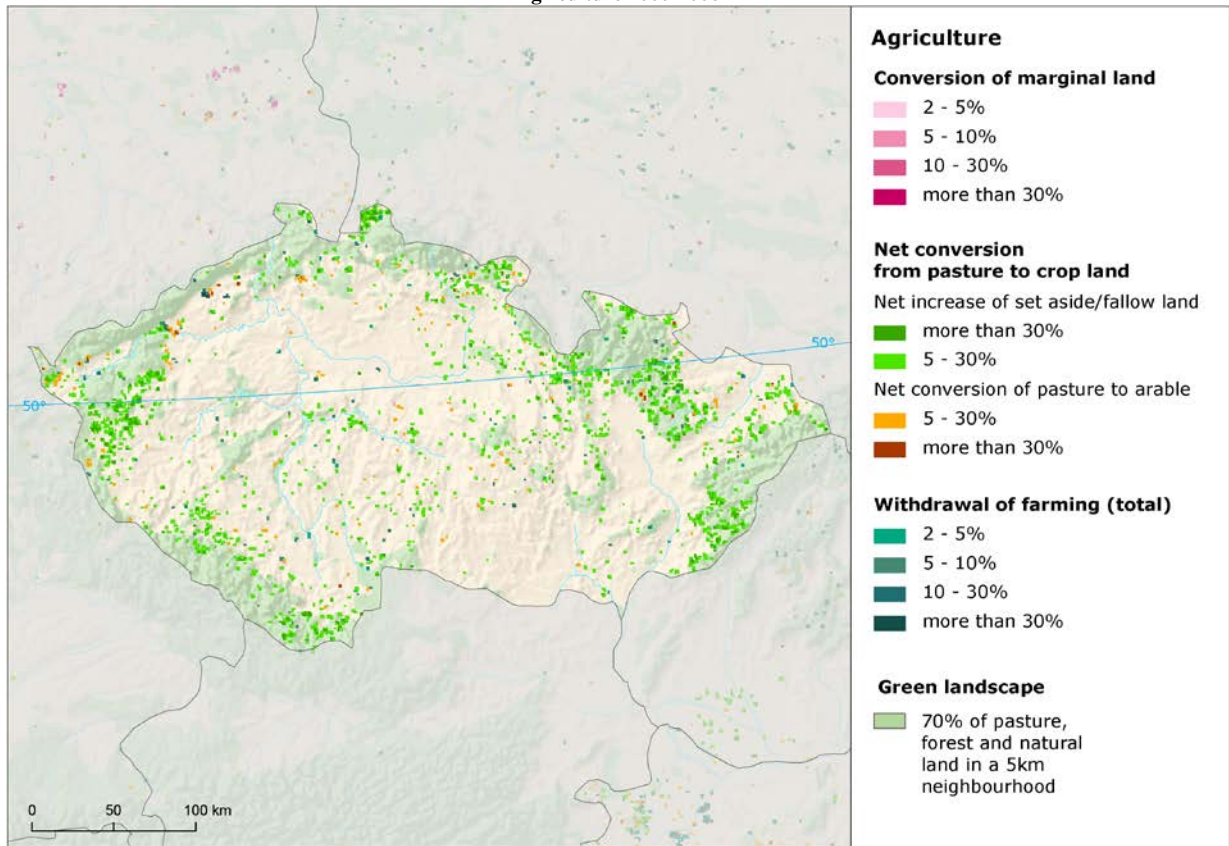 Agriculture
Conversion of marginal land
2 - 5%
5 - 10%
10 - 30%
more than 30%
Net conversion
from pasture to crop land
Net increase of set aside/fallow land
more than 30%
5 - 30%
Net conversion of pasture to arable
5 - 30%
more than 30%
Withdrawal of farming (total)
2 - 5%
5 - 10%
10 - 30%
more than 30%
Green landscape
70% of pasture,
forest and natural
land in a 5km
neighbourhood
50°
50°
0 50 100 km